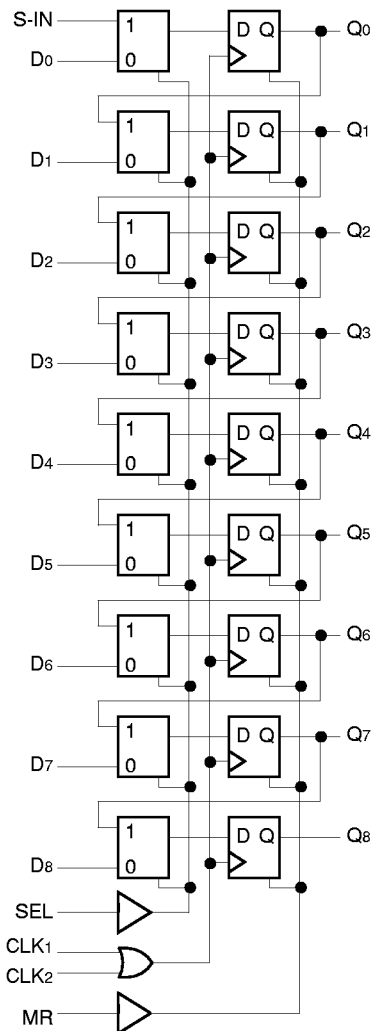 S-IN 1 D Q Q0
D0 0
1 D Q Q1
D1 0
1 D Q Q2
D2 0
1 D Q Q3
D3 0
1 D Q Q4
D4 0
1 D Q Q5
D5 0
1 D Q Q6
D6 0
1 D Q Q7
D7 0
1 D Q Q8
D8 0
SEL
CLK1
CLK2
MR